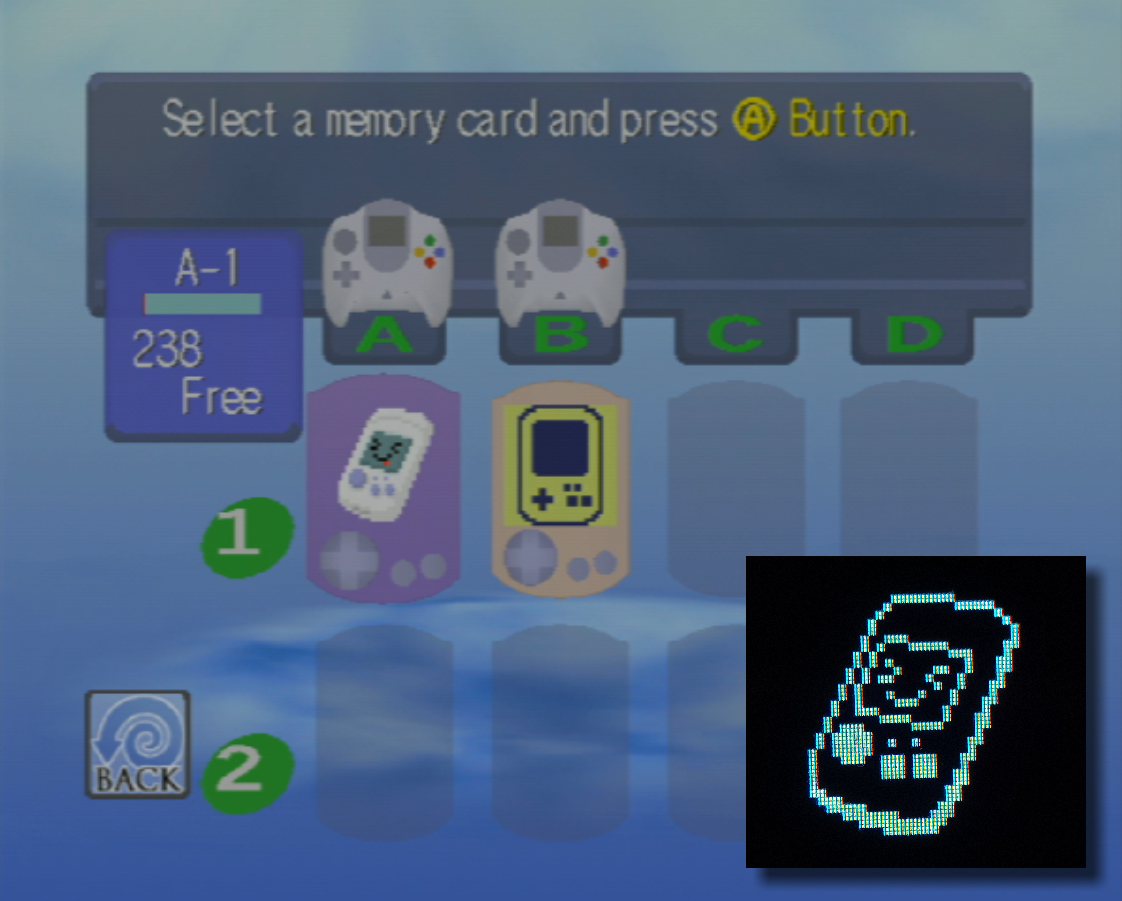 Select a memory card and press Ⓐ Button.
A-1
238
Free
A B C D
1
2
BACK